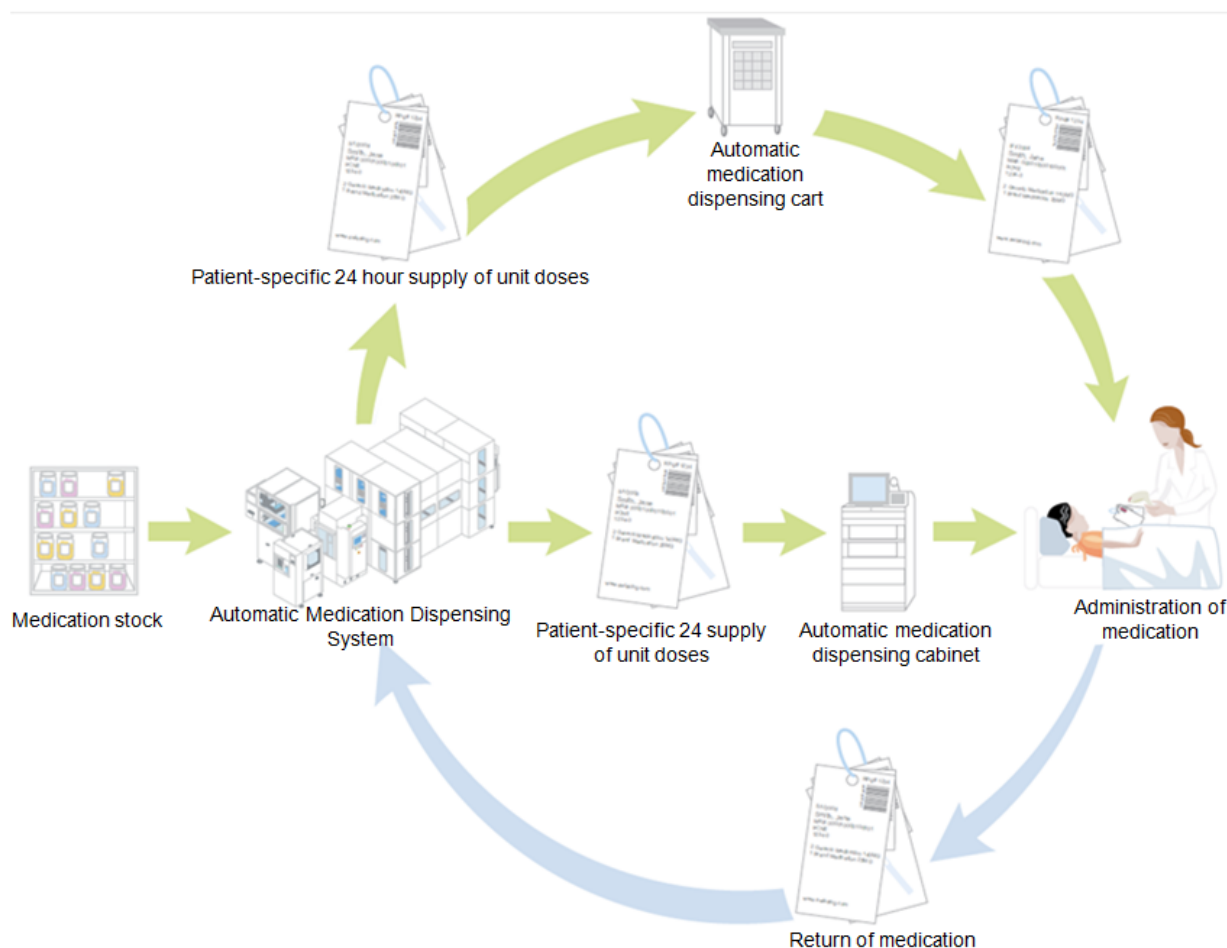 Automatic
medication
dispensing cart
Patient-specific 24 hour supply of unit doses
Medication stock
Automatic Medication Dispensing
System
Patient-specific 24 supply
of unit doses
Automatic medication
dispensing cabinet
Administration of
medication
Return of medication